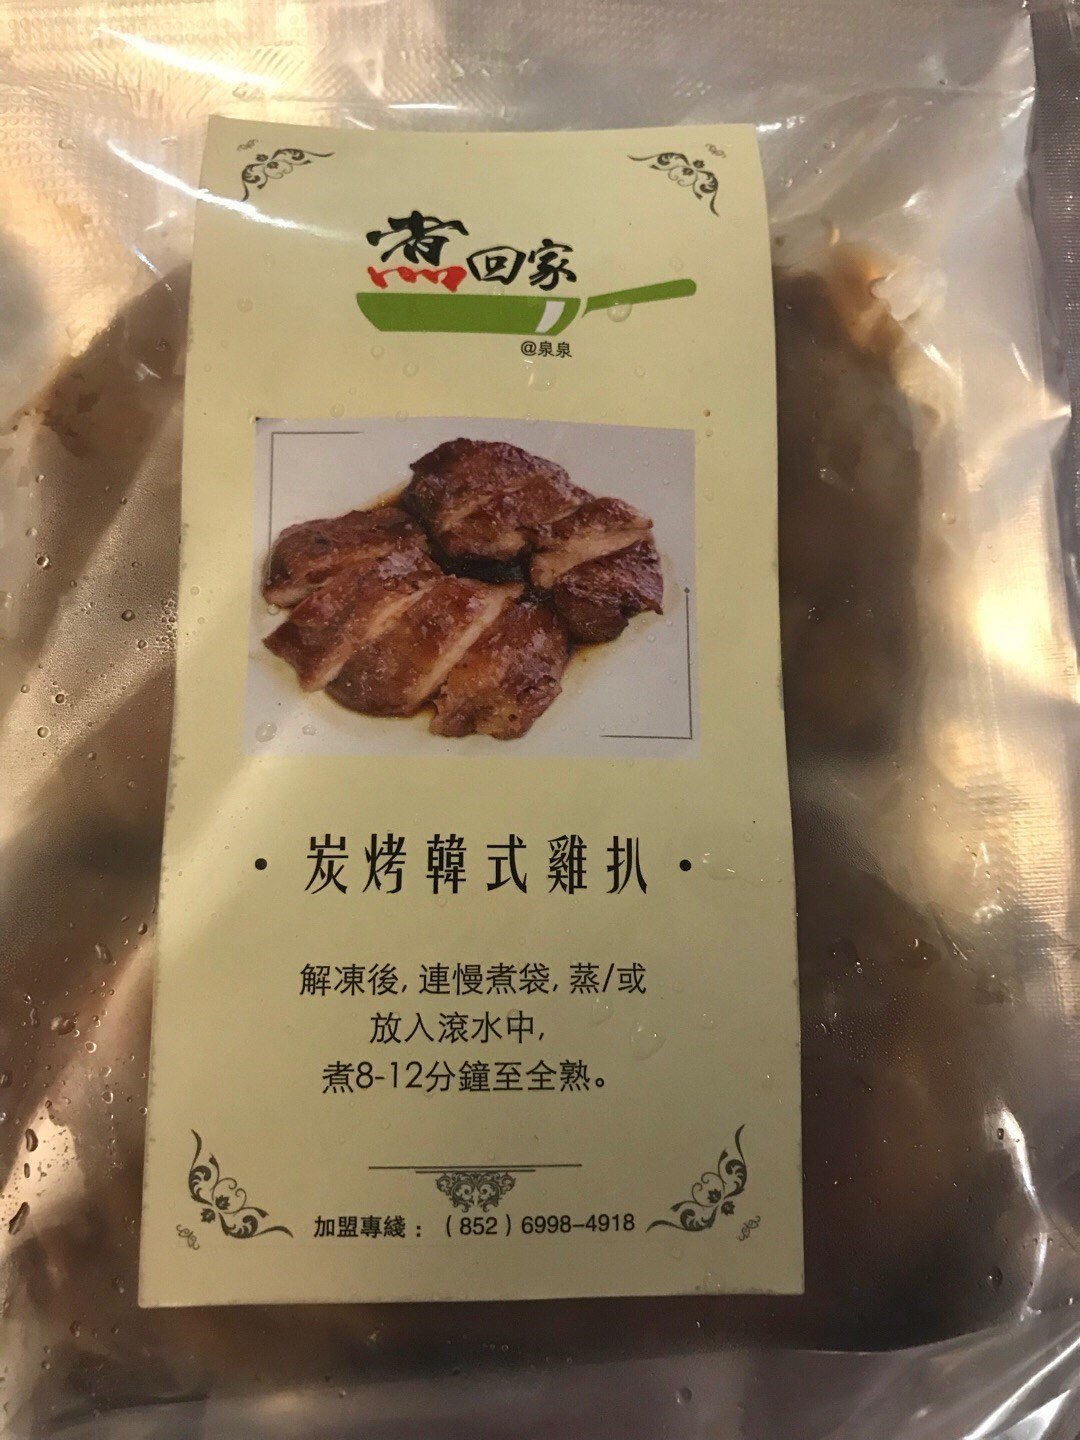 煮回家
@泉泉
• 炭烤韓式雞扒 •
解凍後, 連慢煮袋, 蒸/或
放入滾水中,
煮8-12分鐘至全熟。
加盟專綫：（852）6998-4918